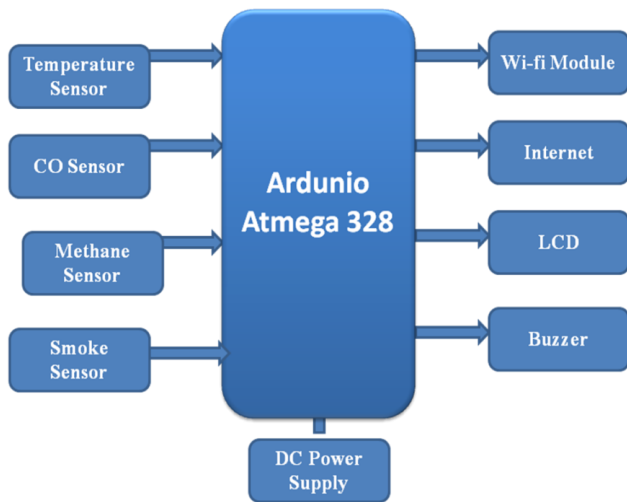 Temperature
Sensor
CO Sensor
Methane
Sensor
Smoke
Sensor
Ardunio
Atmega 328
Wi-fi Module
Internet
LCD
Buzzer
DC Power
Supply